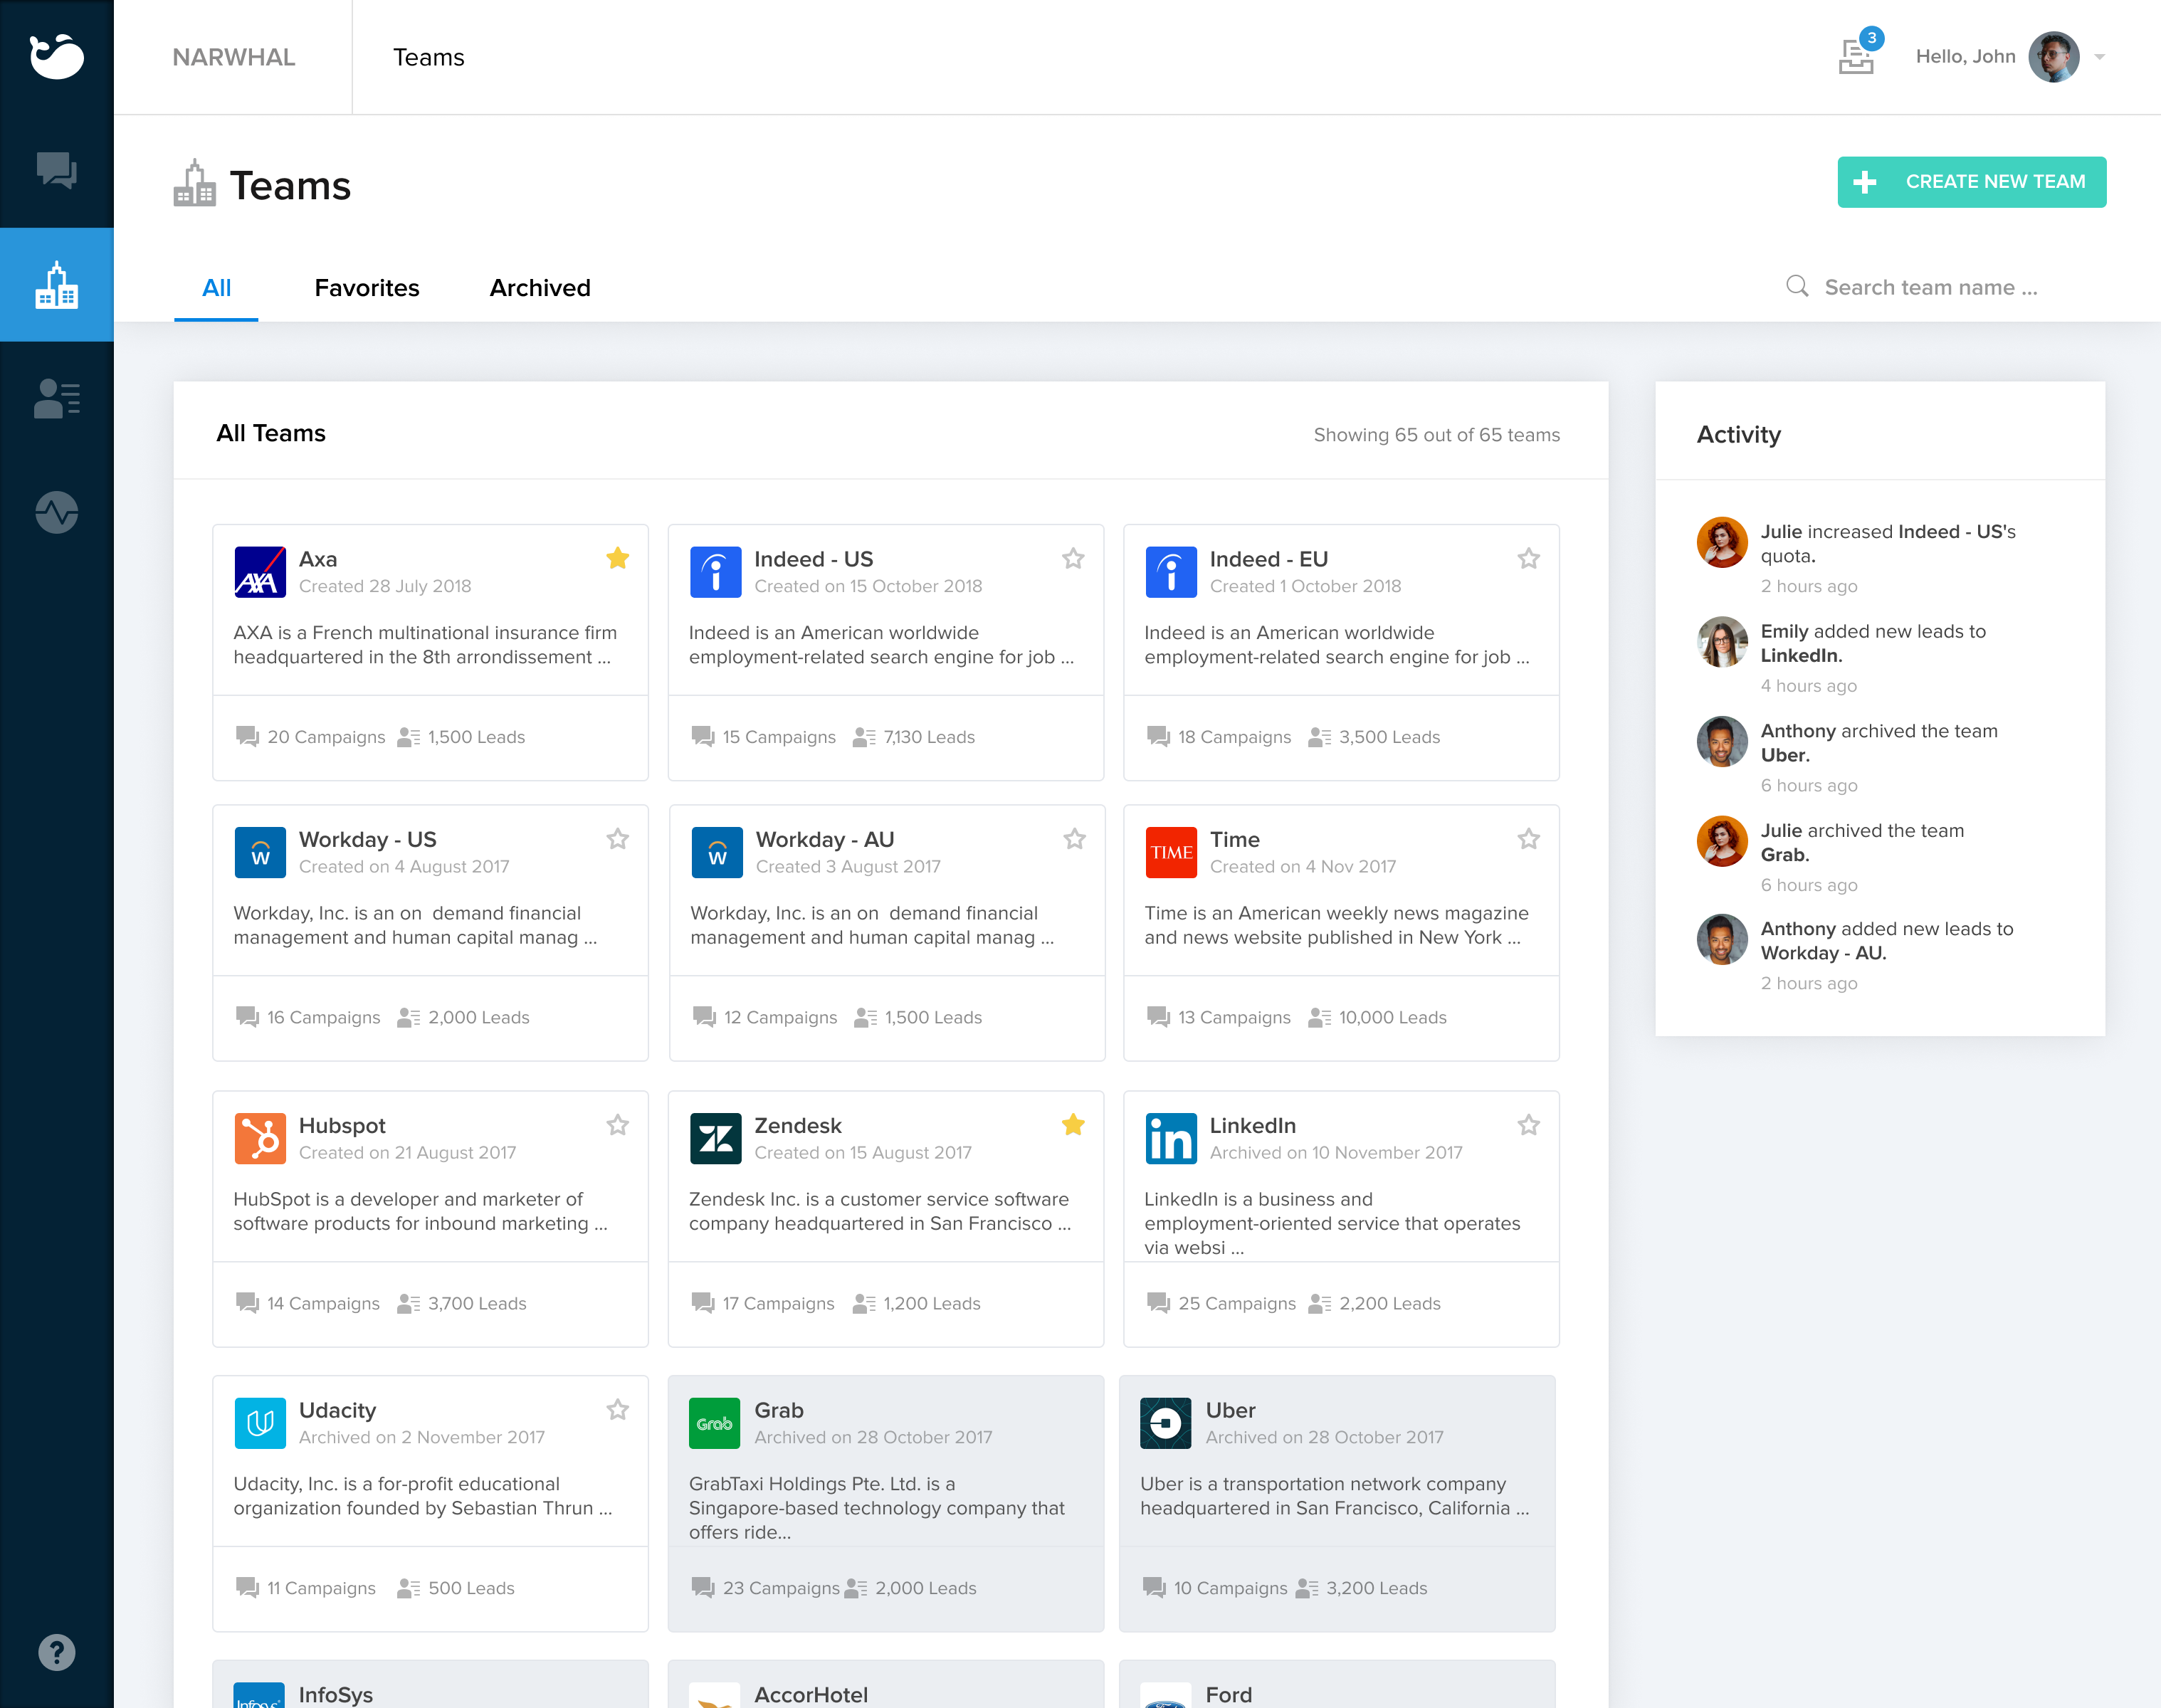 NARWHAL
Teams
3
Hello, John
Teams
CREATE NEW TEAM
All
Favorites
Archived
Search team name ...
All Teams
Showing 65 out of 65 teams
AXA
Axa
Created 28 July 2018
AXA is a French multinational insurance firm
headquartered in the 8th arrondissement ...
20 Campaigns
1,500 Leads
Indeed - US
Created on 15 October 2018
Indeed is an American worldwide
employment-related search engine for job ...
15 Campaigns
7,130 Leads
Indeed - EU
Created 1 October 2018
Indeed is an American worldwide
employment-related search engine for job ...
18 Campaigns
3,500 Leads
W
Workday - US
Created on 4 August 2017
Workday, Inc. is an on  demand financial
management and human capital manag ...
16 Campaigns
2,000 Leads
W
Workday - AU
Created 3 August 2017
Workday, Inc. is an on  demand financial
management and human capital manag ...
12 Campaigns
1,500 Leads
TIME
Time
Created on 4 Nov 2017
Time is an American weekly news magazine
and news website published in New York ...
13 Campaigns
10,000 Leads
Hubspot
Created on 21 August 2017
HubSpot is a developer and marketer of
software products for inbound marketing ...
14 Campaigns
3,700 Leads
Zendesk
Created on 15 August 2017
Zendesk Inc. is a customer service software
company headquartered in San Francisco ...
17 Campaigns
1,200 Leads
in
LinkedIn
Archived on 10 November 2017
LinkedIn is a business and
employment-oriented service that operates
via websi ...
25 Campaigns
2,200 Leads
Udacity
Archived on 2 November 2017
Udacity, Inc. is a for-profit educational
organization founded by Sebastian Thrun ...
11 Campaigns
500 Leads
Grab
Grab
Archived on 28 October 2017
GrabTaxi Holdings Pte. Ltd. is a
Singapore-based technology company that
offers ride...
23 Campaigns
2,000 Leads
Uber
Archived on 28 October 2017
Uber is a transportation network company
headquartered in San Francisco, California ...
10 Campaigns
3,200 Leads
Infosys
InfoSys
AccorHotel
Ford
Activity
Julie increased Indeed - US's
quota.
2 hours ago
Emily added new leads to
LinkedIn.
4 hours ago
Anthony archived the team
Uber.
6 hours ago
Julie archived the team
Grab.
6 hours ago
Anthony added new leads to
Workday - AU.
2 hours ago
?